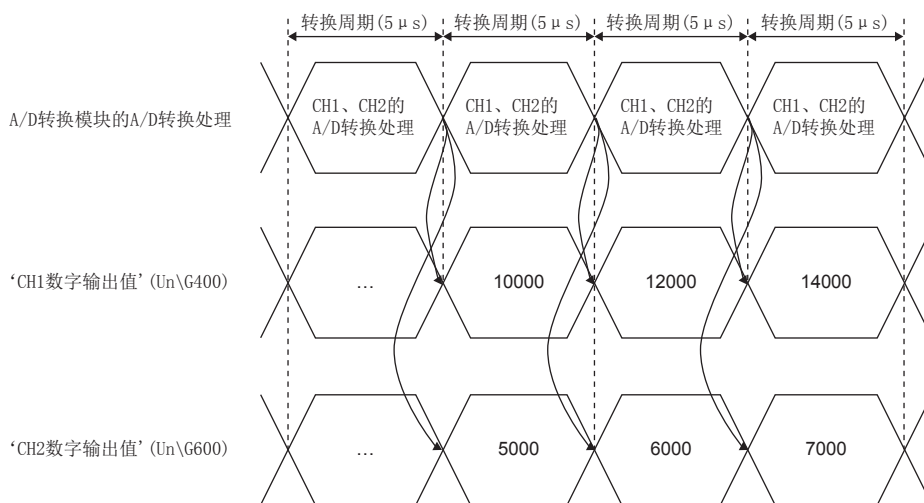 转换周期(5μs) 转换周期(5μs) 转换周期(5μs) 转换周期(5μs)
A/D转换模块的A/D转换处理
CH1、CH2的
A/D转换处理
CH1、CH2的
A/D转换处理
CH1、CH2的
A/D转换处理
CH1、CH2的
A/D转换处理
‘CH1数字输出值’(Un\G400)
… 10000 12000 14000
‘CH2数字输出值’(Un\G600)
… 5000 6000 7000